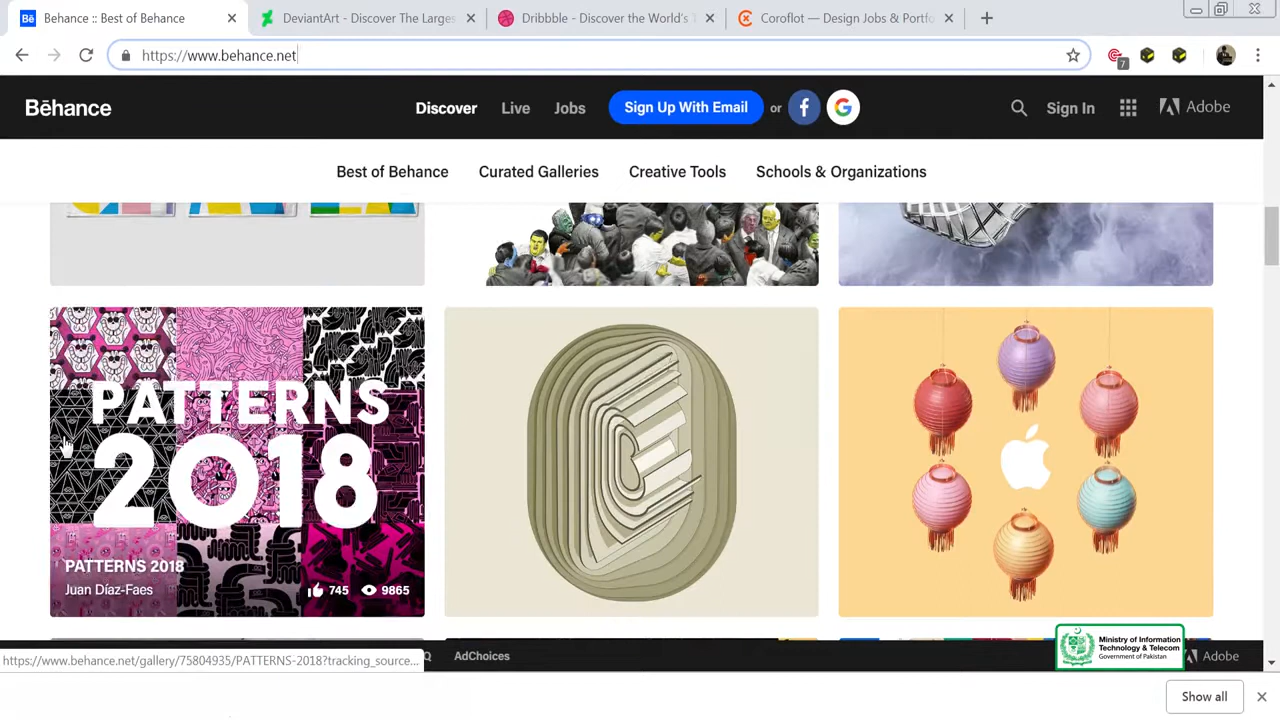 Bē Behance :: Best of Behance
DeviantArt - Discover The Larges
Dribbble - Discover the World's
Coroflot — Design Jobs & Portfo
https://www.behance.net
7
Bēhance
Discover
Live
Jobs
Sign Up With Email
or
f
G
Sign In
Adobe
Best of Behance
Curated Galleries
Creative Tools
Schools & Organizations
PATTERNS
2018
PATTERNS 2018
Juan Díaz-Faes
745
9865
https://www.behance.net/gallery/75804935/PATTERNS-2018?tracking_source...
AdChoices
Ministry of Information
Technology & Telecom
Government of Pakistan
Adobe
Show all